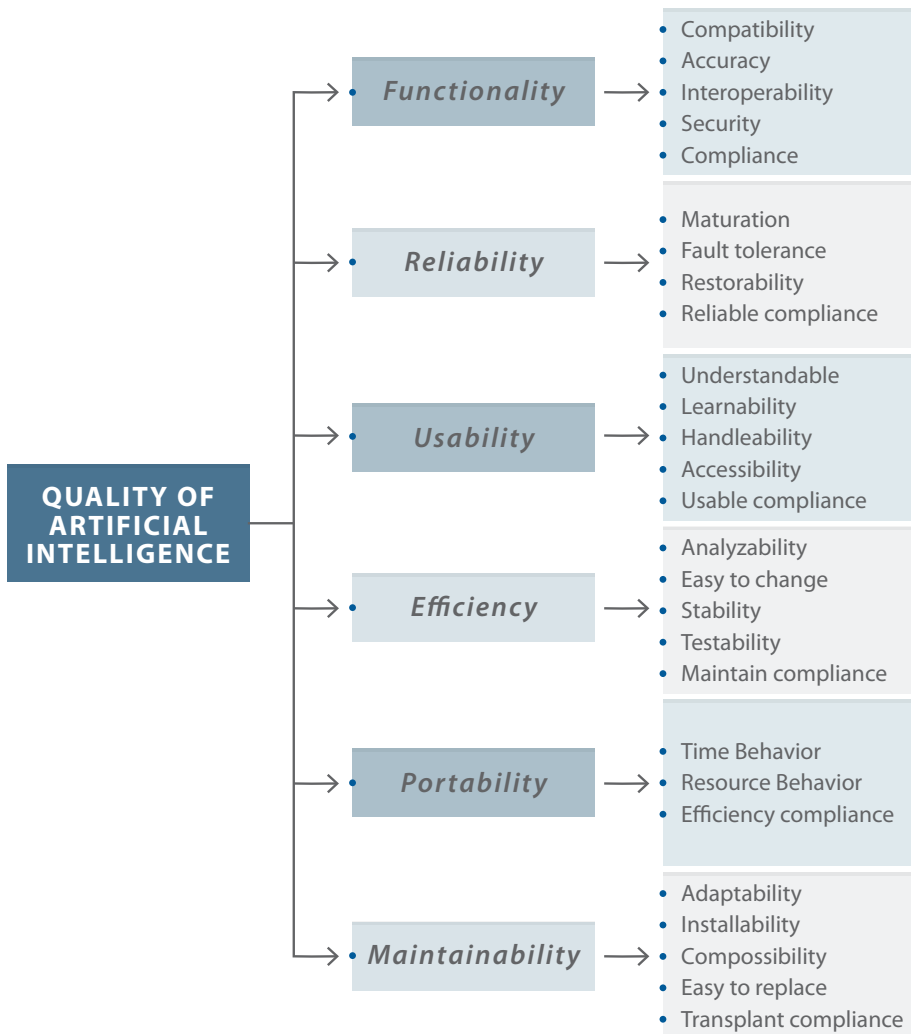 QUALITY OF
ARTIFICIAL
INTELLIGENCE
Functionality
Compatibility
Accuracy
Interoperability
Security
Compliance
Reliability
Maturation
Fault tolerance
Restorability
Reliable compliance
Usability
Understandable
Learnability
Handleability
Accessibility
Usable compliance
Efficiency
Analyzability
Easy to change
Stability
Testability
Maintain compliance
Portability
Time Behavior
Resource Behavior
Efficiency compliance
Maintainability
Adaptability
Installability
Compossibility
Easy to replace
Transplant compliance